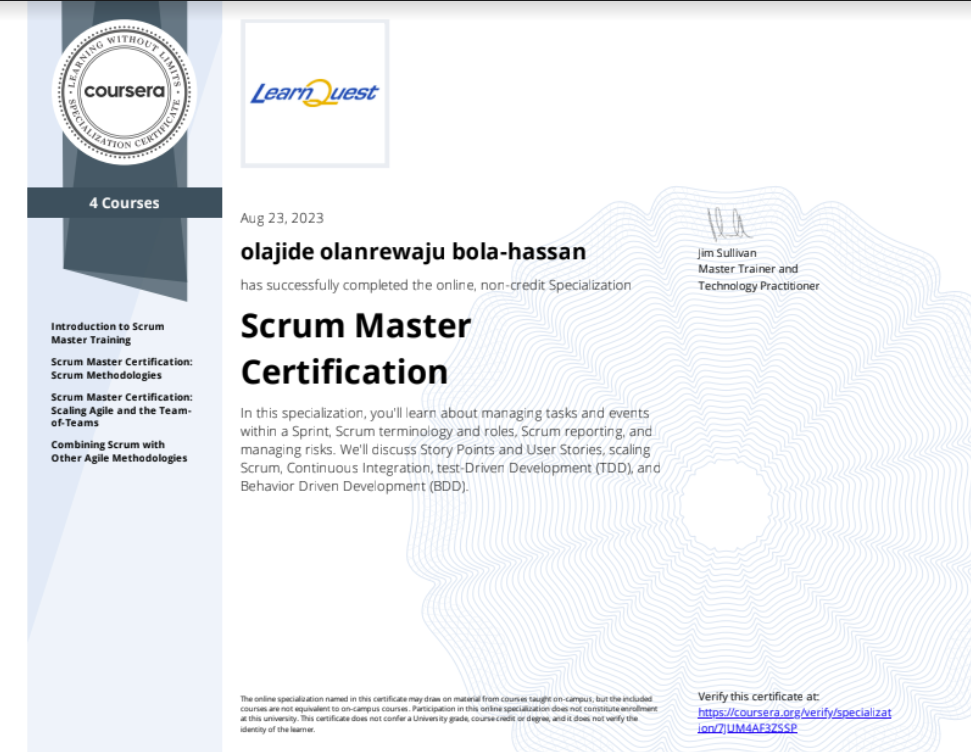 LEARNING WITHOUT LIMITS
coursera
SPECIALIZATION CERTIFICATE
LearnQuest
4 Courses
Introduction to Scrum
Master Training
Scrum Master Certification:
Scrum Methodologies
Scrum Master Certification:
Scaling Agile and the Team-
of-Teams
Combining Scrum with
Other Agile Methodologies
Aug 23, 2023
olajide olanrewaju bola-hassan
has successfully completed the online, non-credit Specialization
Scrum Master
Certification
In this specialization, you'll learn about managing tasks and events
within a Sprint, Scrum terminology and roles, Scrum reporting, and
managing risks. We'll discuss Story Points and User Stories, scaling
Scrum, Continuous Integration, test-Driven Development (TDD), and
Behavior Driven Development (BDD).
Jim Sullivan
Master Trainer and
Technology Practitioner
The online specialization named in this certificate may draw on material from courses taught on-campus, but the included
courses are not equivalent to on-campus courses. Participation in this online specialization does not constitute enrollment
at this university. This certificate does not confer a University grade, course credit or degree, and it does not verify the
identity of the learner.
Verify this certificate at:
https://coursera.org/verify/specializat
ion/7JUM4AF3ZSSP